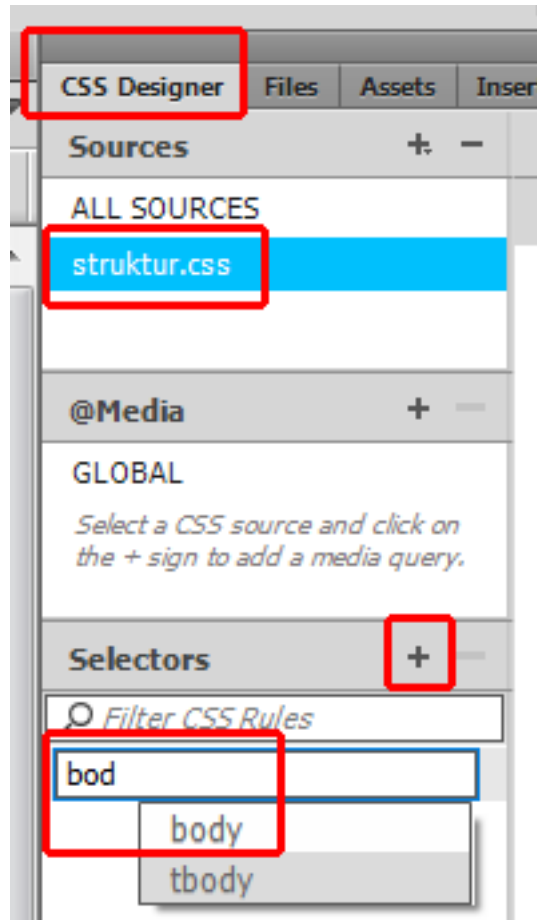 CSS Designer Files Assets Inser
Sources + −
ALL SOURCES
struktur.css
@Media + −
GLOBAL
Select a CSS source and click on
the + sign to add a media query.
Selectors + −
Filter CSS Rules
bod
body
tbody